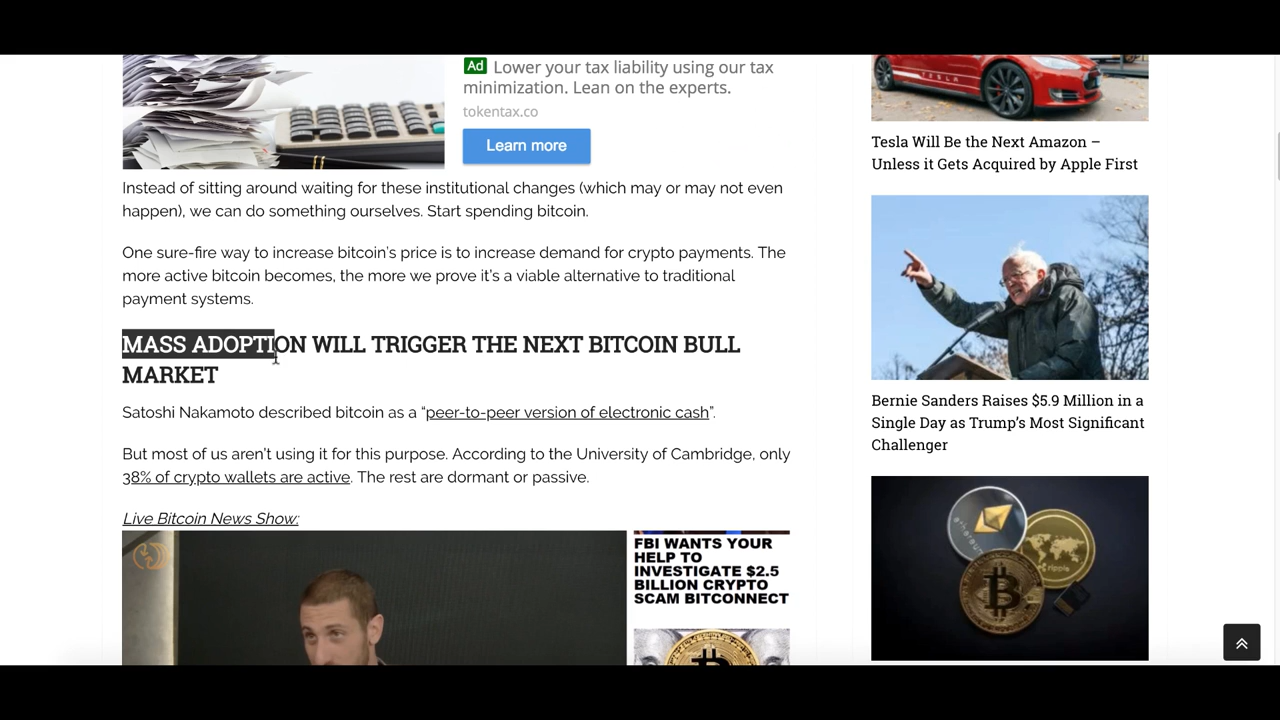 Ad Lower your tax liability using our tax
minimization. Lean on the experts.
tokentax.co
Learn more
Instead of sitting around waiting for these institutional changes (which may or may not even
happen), we can do something ourselves. Start spending bitcoin.
One sure-fire way to increase bitcoin's price is to increase demand for crypto payments. The
more active bitcoin becomes, the more we prove it's a viable alternative to traditional
payment systems.
MASS ADOPTION WILL TRIGGER THE NEXT BITCOIN BULL
MARKET
Satoshi Nakamoto described bitcoin as a “peer-to-peer version of electronic cash”.
But most of us aren't using it for this purpose. According to the University of Cambridge, only
38% of crypto wallets are active. The rest are dormant or passive.
Live Bitcoin News Show:
FBI WANTS YOUR
HELP TO
INVESTIGATE $2.5
BILLION CRYPTO
SCAM BITCONNECT
TESLA
Tesla Will Be the Next Amazon –
Unless it Gets Acquired by Apple First
Bernie Sanders Raises $5.9 Million in a
Single Day as Trump's Most Significant
Challenger
ethereum
ripple